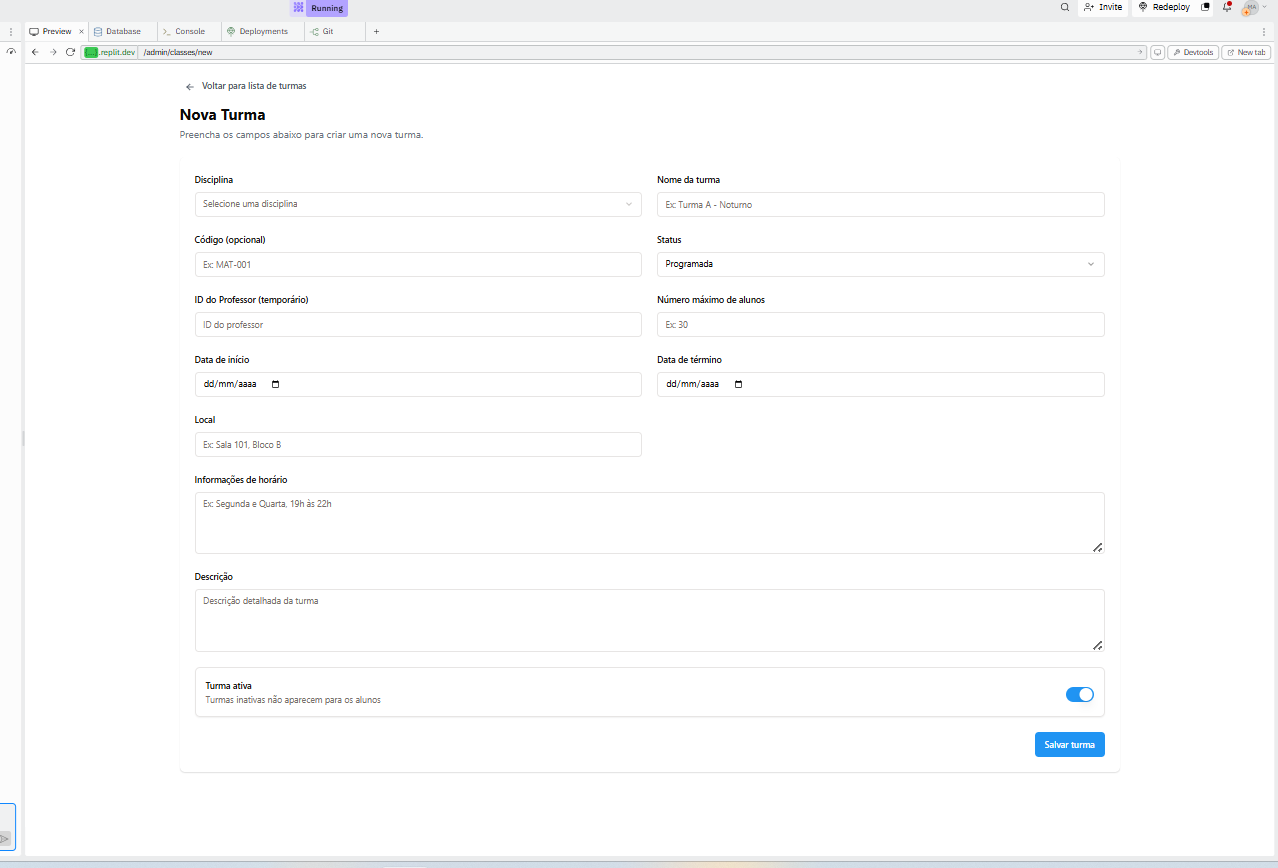 Running
Invite
Redeploy
MA
Preview
Database
Console
Deployments
Git
.replit.dev
/admin/classes/new
Devtools
New tab
Voltar para lista de turmas
Nova Turma
Preencha os campos abaixo para criar uma nova turma.
Disciplina
Nome da turma
Selecione uma disciplina
Ex: Turma A - Noturno
Código (opcional)
Status
Ex: MAT-001
Programada
ID do Professor (temporário)
Número máximo de alunos
ID do professor
Ex: 30
Data de início
Data de término
dd/mm/aaaa
dd/mm/aaaa
Local
Ex: Sala 101, Bloco B
Informações de horário
Ex: Segunda e Quarta, 19h às 22h
Descrição
Descrição detalhada da turma
Turma ativa
Turmas inativas não aparecem para os alunos
Salvar turma